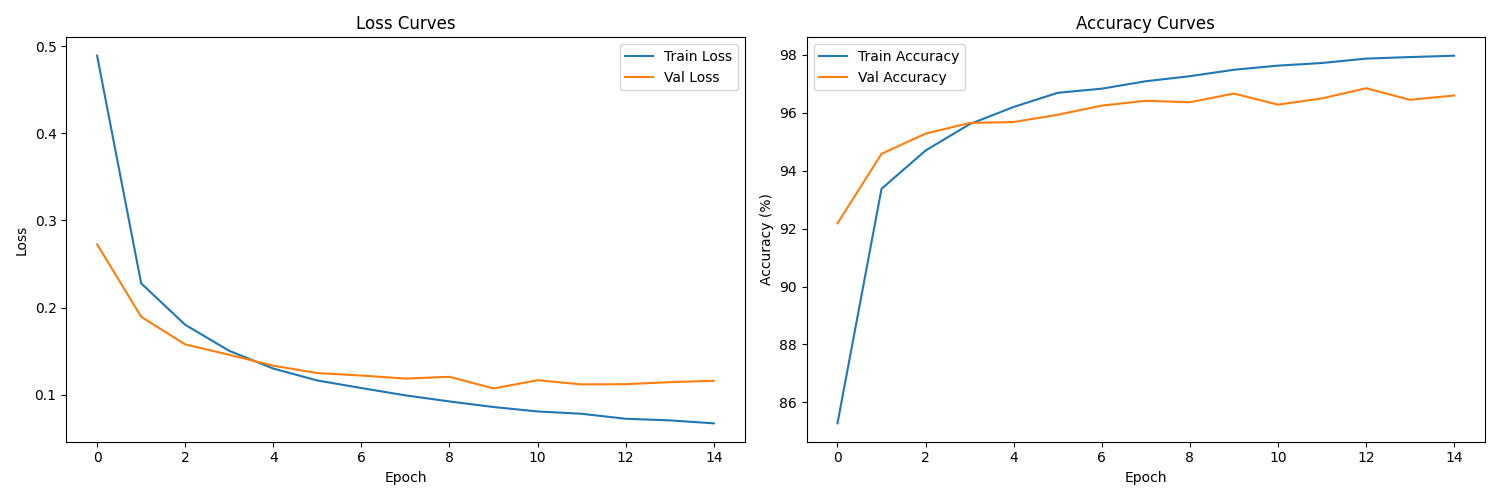 Loss Curves
0.5
0.4
0.3
0.2
0.1
Loss
Train Loss
Val Loss
0 2 4 6 8 10 12 14
Epoch
Accuracy Curves
98
96
94
92
90
88
86
Accuracy (%)
Train Accuracy
Val Accuracy
0 2 4 6 8 10 12 14
Epoch